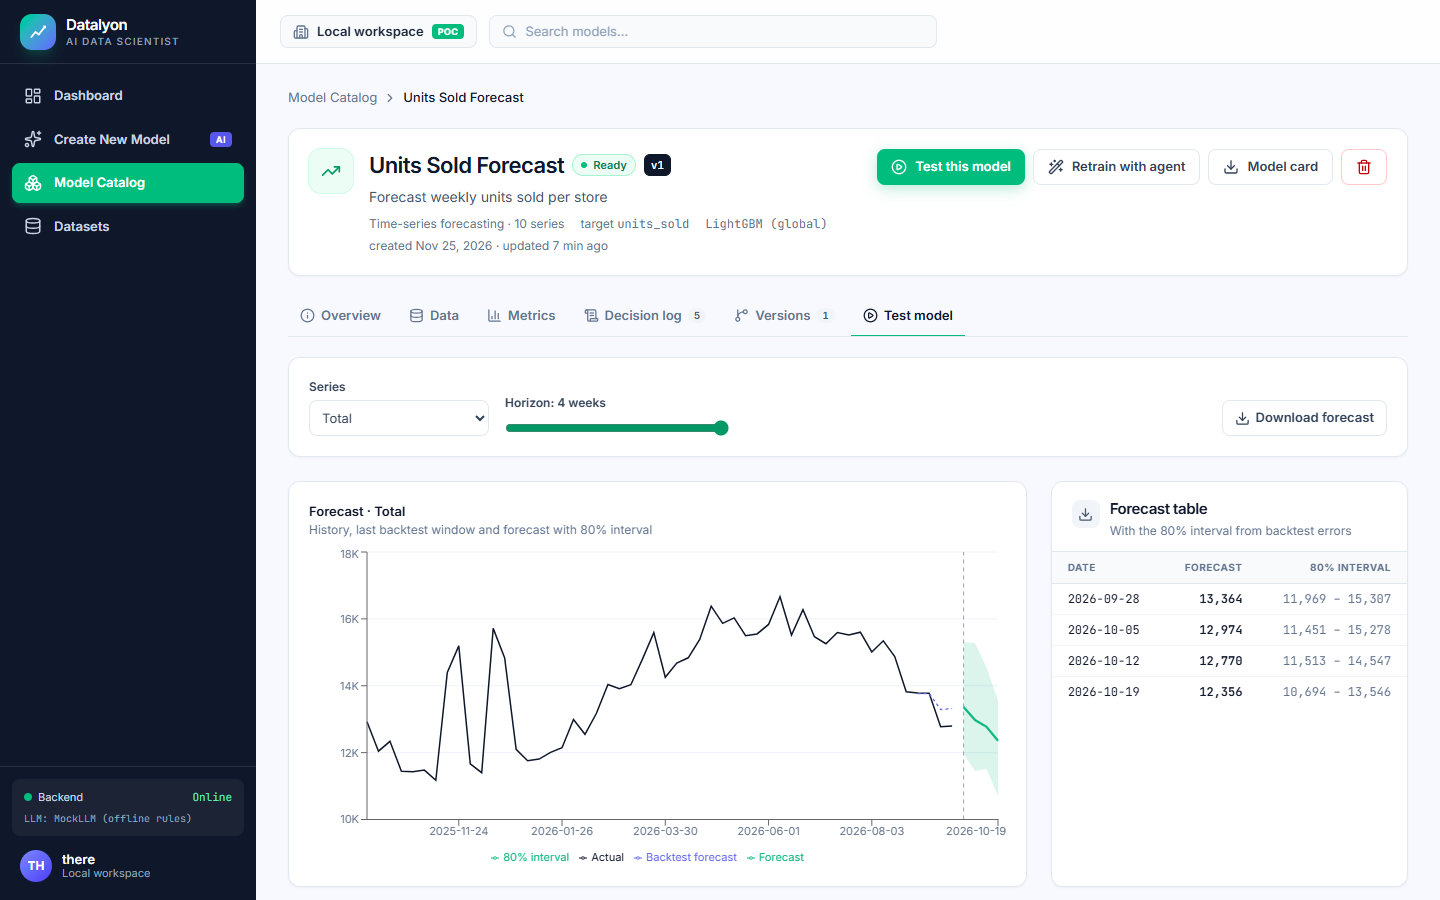 Datalyon
AI DATA SCIENTIST
Dashboard
Create New Model AI
Model Catalog
Datasets
Backend Online
LLM: MockLLM (offline rules)
TH there
Local workspace
Local workspace POC
Search models...
Model Catalog > Units Sold Forecast
Units Sold Forecast Ready v1
Forecast weekly units sold per store
Time-series forecasting · 10 series target units_sold LightGBM (global)
created Nov 25, 2026 · updated 7 min ago
Test this model Retrain with agent Model card
Overview Data Metrics Decision log 5 Versions 1 Test model
Series
Total
Horizon: 4 weeks
Download forecast
Forecast · Total
History, last backtest window and forecast with 80% interval
18K
16K
14K
12K
10K
2025-11-24 2026-01-26 2026-03-30 2026-06-01 2026-08-03 2026-10-19
80% interval Actual Backtest forecast Forecast
Forecast table
With the 80% interval from backtest errors
DATE FORECAST 80% INTERVAL
2026-09-28 13,364 11,969 – 15,307
2026-10-05 12,974 11,451 – 15,278
2026-10-12 12,770 11,513 – 14,547
2026-10-19 12,356 10,694 – 13,546